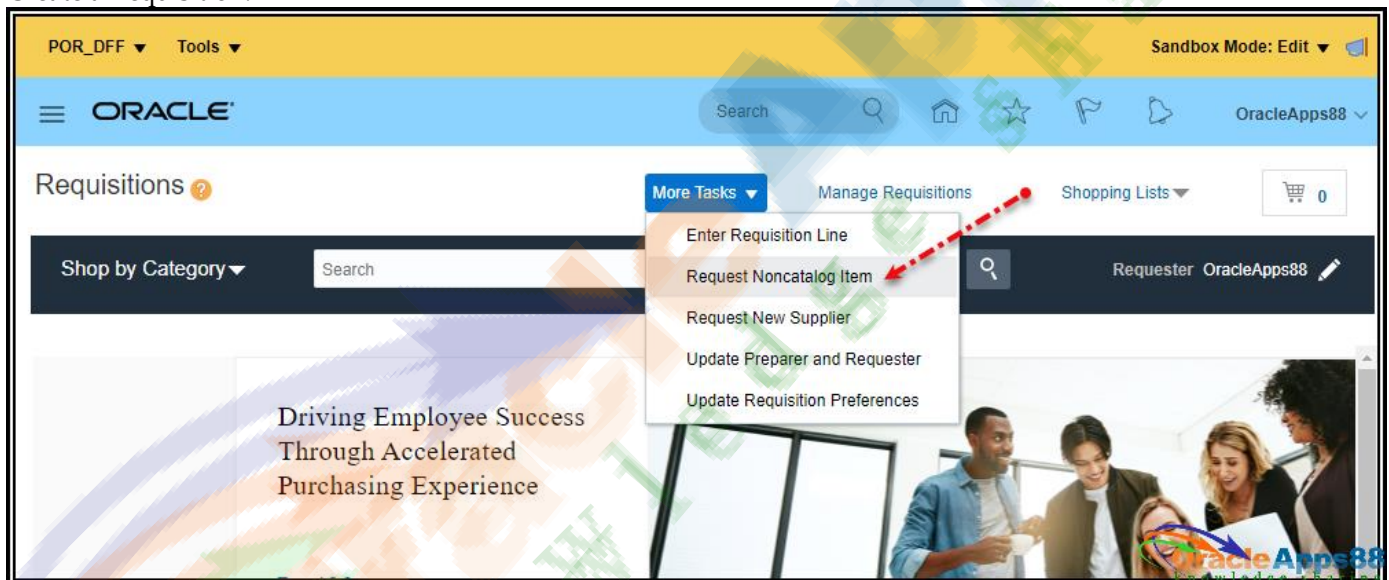 POR_DFF Tools Sandbox Mode: Edit
ORACLE Search OracleApps88
Requisitions ? More Tasks Manage Requisitions Shopping Lists 0
Enter Requisition Line
Shop by Category Search Request Noncatalog Item Requester OracleApps88
Request New Supplier
Update Preparer and Requester
Update Requisition Preferences
Driving Employee Success
Through Accelerated
Purchasing Experience
OracleApps88